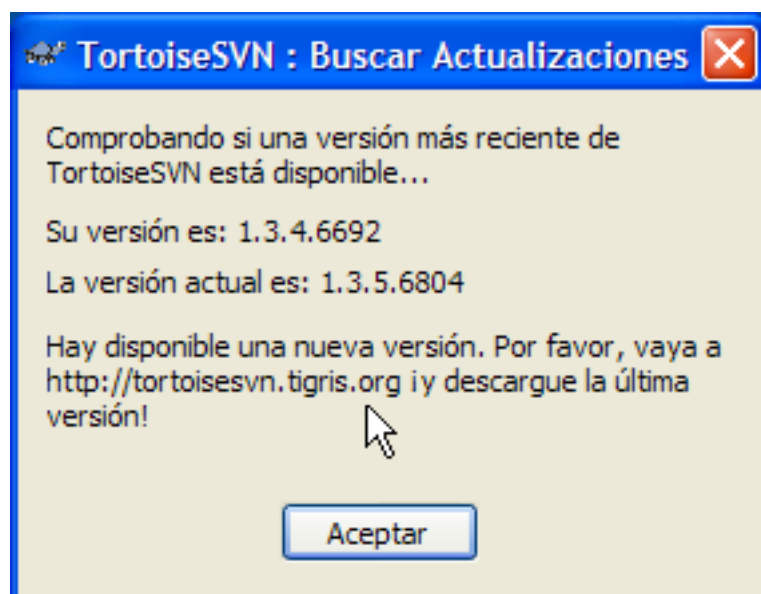 TortoiseSVN : Buscar Actualizaciones
Comprobando si una versión más reciente de
TortoiseSVN está disponible...
Su versión es: 1.3.4.6692
La versión actual es: 1.3.5.6804
Hay disponible una nueva versión. Por favor, vaya a
http://tortoisesvn.tigris.org ¡y descargue la última
versión!
Aceptar